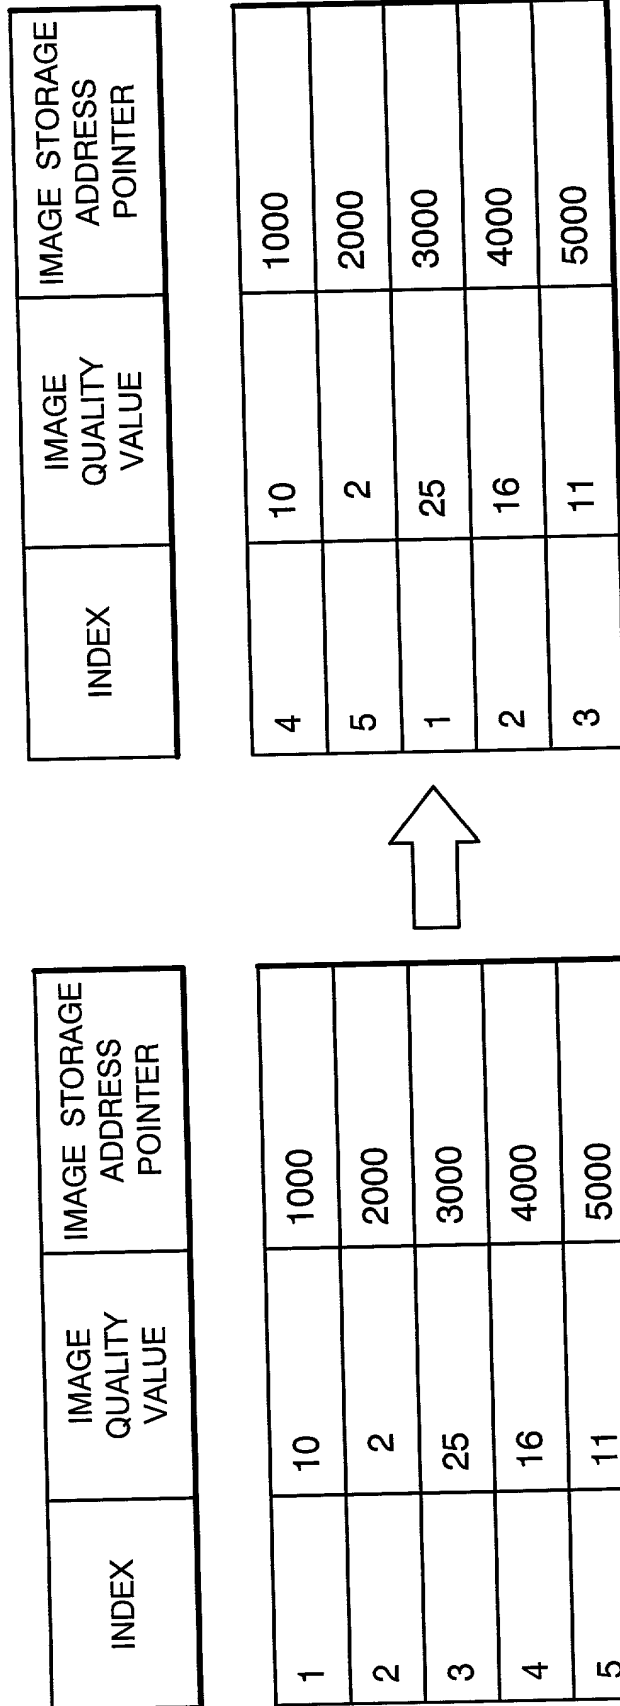 INDEX
IMAGE
QUALITY
VALUE
IMAGE STORAGE
ADDRESS
POINTER
1 10 1000
2 2 2000
3 25 3000
4 16 4000
5 11 5000
INDEX
IMAGE
QUALITY
VALUE
IMAGE STORAGE
ADDRESS
POINTER
4 10 1000
5 2 2000
1 25 3000
2 16 4000
3 11 5000